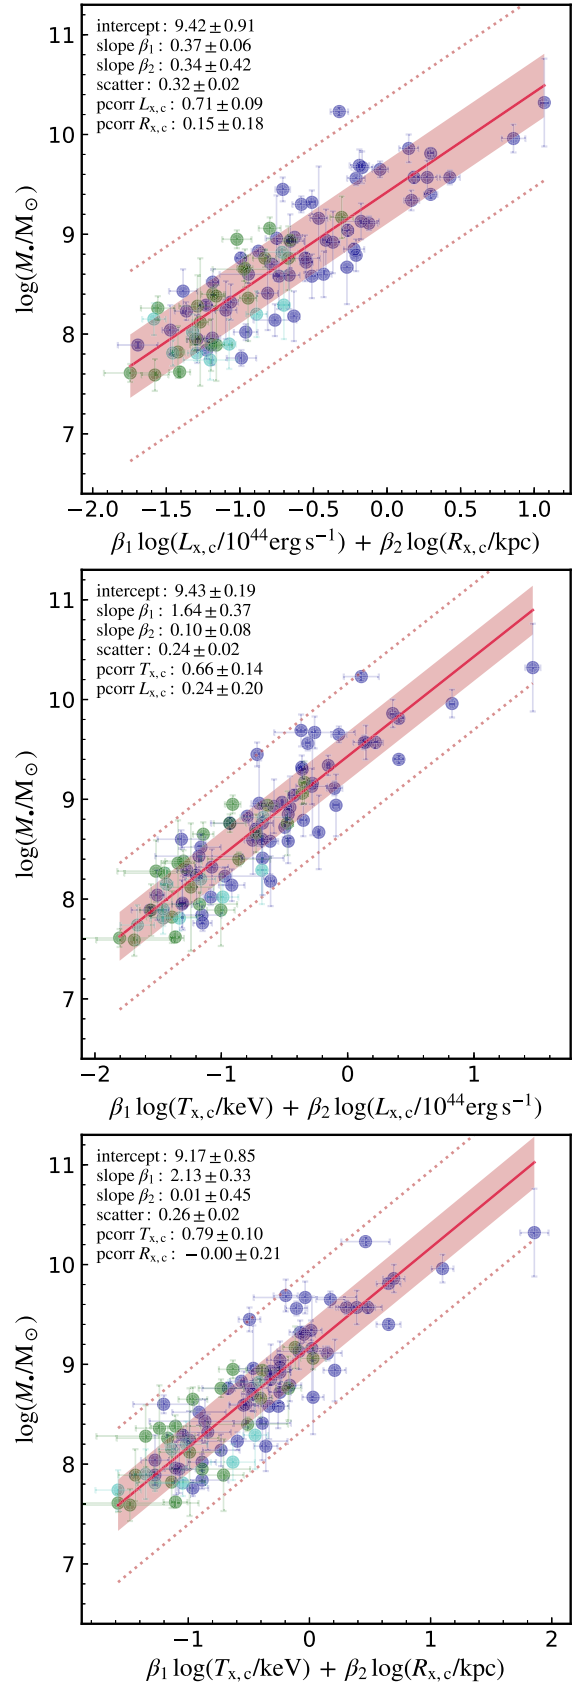 intercept: 9.42 ± 0.91
slope β₁: 0.37 ± 0.06
slope β₂: 0.34 ± 0.42
scatter: 0.32 ± 0.02
pcorr Lₓ,c: 0.71 ± 0.09
pcorr Rₓ,c: 0.15 ± 0.18
11
10
9
8
7
log(M•/M⊙)
−2.0 −1.5 −1.0 −0.5 0.0 0.5 1.0
β₁ log(Lₓ,c/10⁴⁴erg s⁻¹) + β₂ log(Rₓ,c/kpc)
intercept: 9.43 ± 0.19
slope β₁: 1.64 ± 0.37
slope β₂: 0.10 ± 0.08
scatter: 0.24 ± 0.02
pcorr Tₓ,c: 0.66 ± 0.14
pcorr Lₓ,c: 0.24 ± 0.20
11
10
9
8
7
log(M•/M⊙)
−2 −1 0 1
β₁ log(Tₓ,c/keV) + β₂ log(Lₓ,c/10⁴⁴erg s⁻¹)
intercept: 9.17 ± 0.85
slope β₁: 2.13 ± 0.33
slope β₂: 0.01 ± 0.45
scatter: 0.26 ± 0.02
pcorr Tₓ,c: 0.79 ± 0.10
pcorr Rₓ,c: −0.00 ± 0.21
11
10
9
8
7
log(M•/M⊙)
−1 0 1 2
β₁ log(Tₓ,c/keV) + β₂ log(Rₓ,c/kpc)